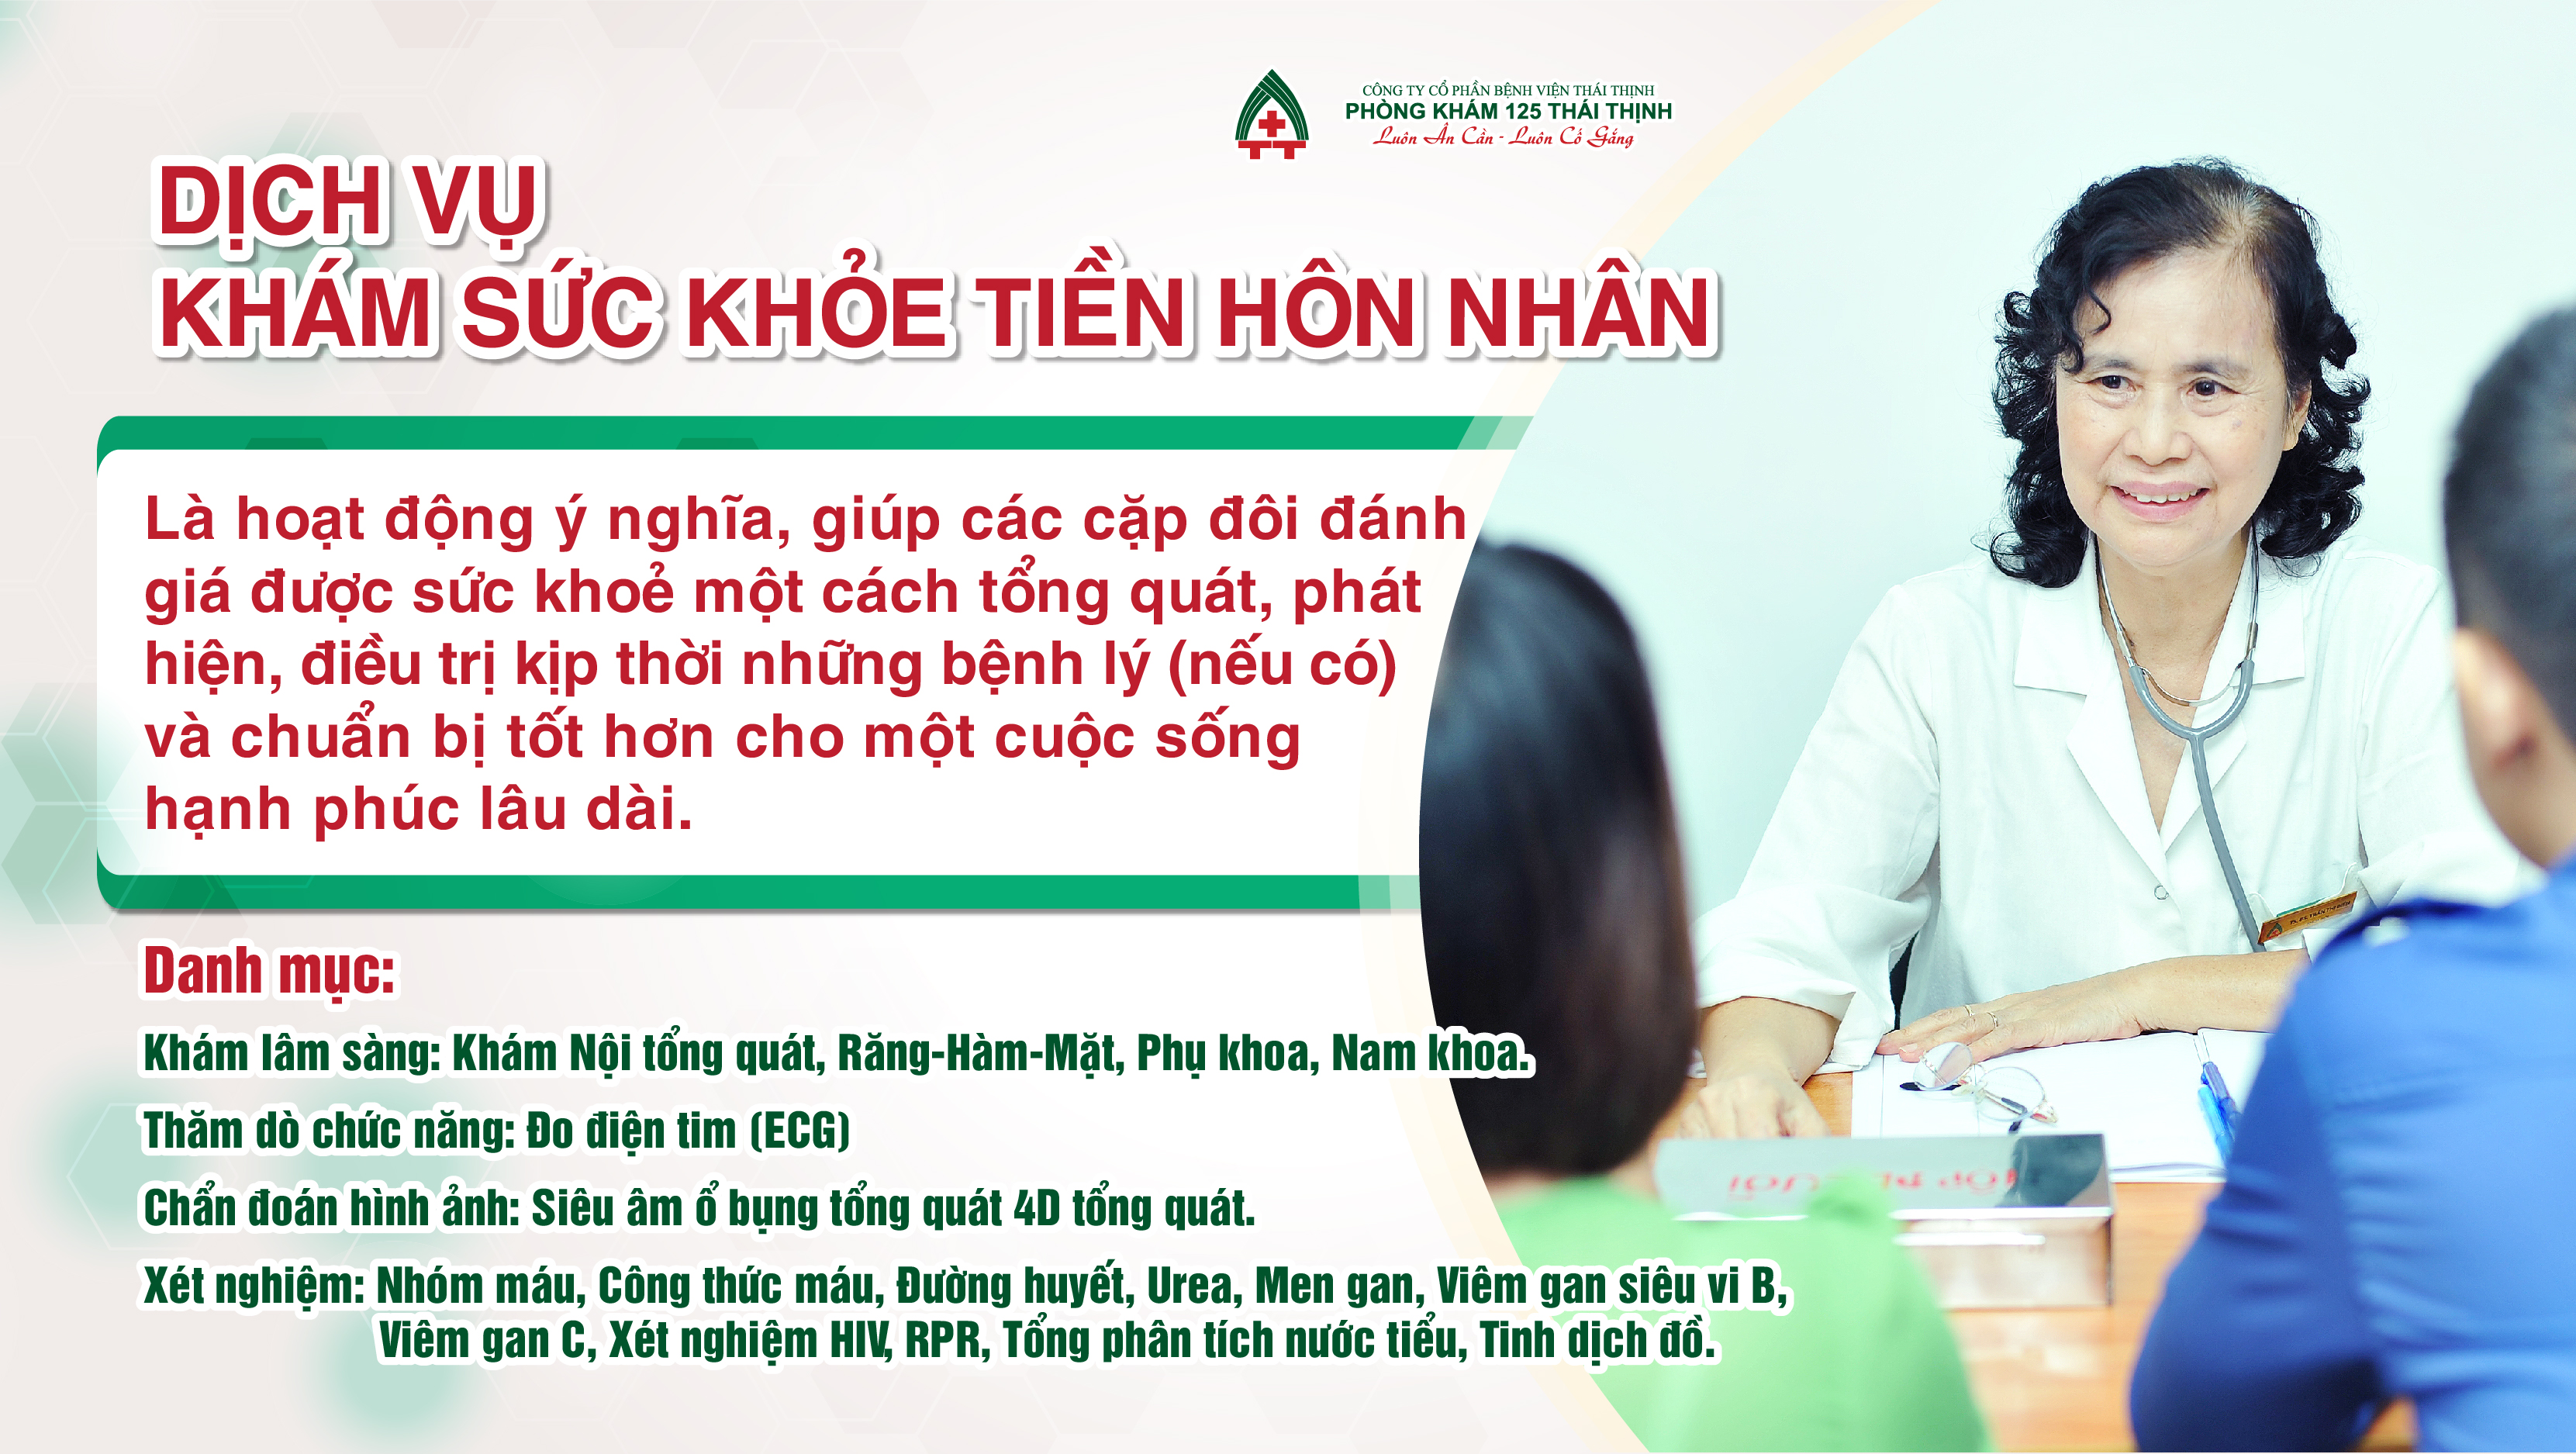 CÔNG TY CỔ PHẦN BỆNH VIỆN THÁI THỊNH
PHÒNG KHÁM 125 THÁI THỊNH
Luôn Ân Cần - Luôn Cố Gắng
DỊCH VỤ
KHÁM SỨC KHỎE TIỀN HÔN NHÂN
Là hoạt động ý nghĩa, giúp các cặp đôi đánh
giá được sức khoẻ một cách tổng quát, phát
hiện, điều trị kịp thời những bệnh lý (nếu có)
và chuẩn bị tốt hơn cho một cuộc sống
hạnh phúc lâu dài.
Danh mục:
Khám lâm sàng: Khám Nội tổng quát, Răng-Hàm-Mặt, Phụ khoa, Nam khoa.
Thăm dò chức năng: Đo điện tim (ECG)
Chẩn đoán hình ảnh: Siêu âm ổ bụng tổng quát 4D tổng quát.
Xét nghiệm: Nhóm máu, Công thức máu, Đường huyết, Urea, Men gan, Viêm gan siêu vi B,
Viêm gan C, Xét nghiệm HIV, RPR, Tổng phân tích nước tiểu, Tinh dịch đồ.